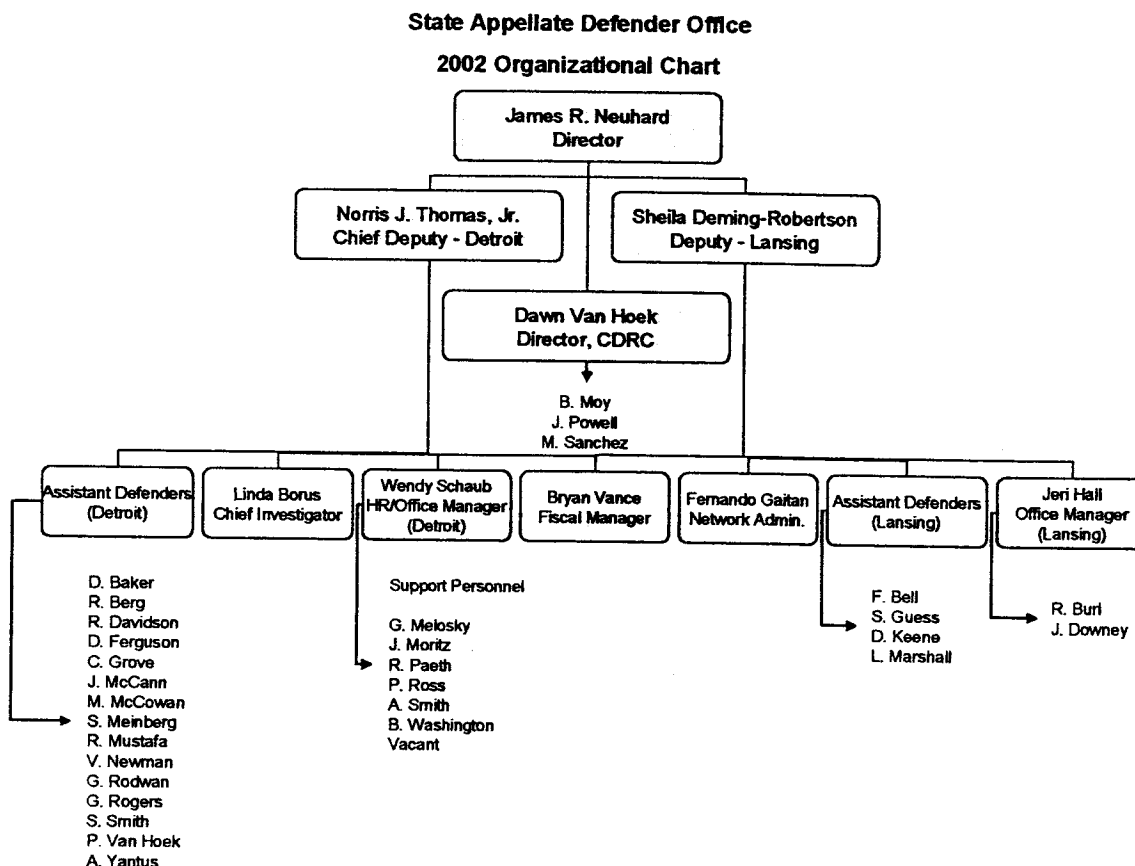 State Appellate Defender Office
2002 Organizational Chart
James R. Neuhard
Director
Norris J. Thomas, Jr.
Chief Deputy - Detroit
Sheila Deming-Robertson
Deputy - Lansing
Dawn Van Hoek
Director, CDRC
B. Moy
J. Powell
M. Sanchez
Assistant Defenders
(Detroit)
Linda Borus
Chief Investigator
Wendy Schaub
HR/Office Manager
(Detroit)
Bryan Vance
Fiscal Manager
Fernando Gaitan
Network Admin.
Assistant Defenders
(Lansing)
Jeri Hall
Office Manager
(Lansing)
D. Baker
R. Berg
R. Davidson
D. Ferguson
C. Grove
J. McCann
M. McCowan
S. Meinberg
R. Mustafa
V. Newman
G. Rodwan
G. Rogers
S. Smith
P. Van Hoek
A. Yantus
Support Personnel
G. Melosky
J. Moritz
R. Paeth
P. Ross
A. Smith
B. Washington
Vacant
F. Bell
S. Guess
D. Keene
L. Marshall
R. Burl
J. Downey